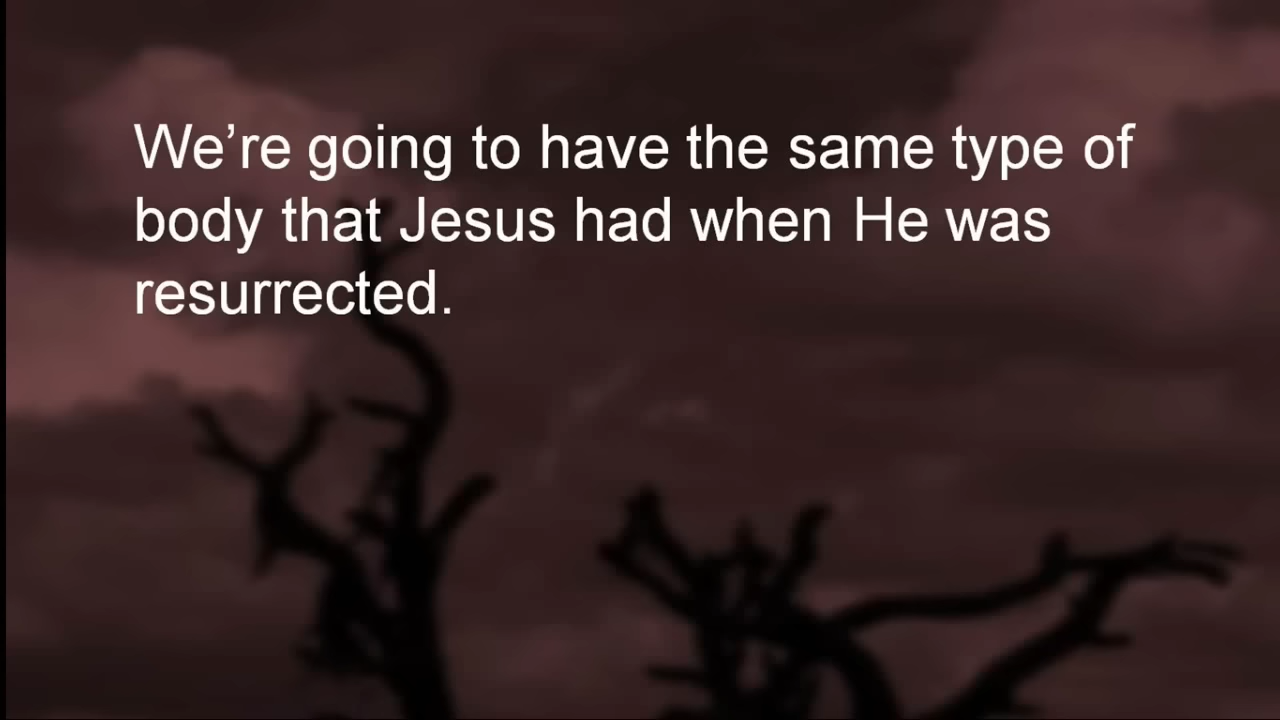 We’re going to have the same type of
body that Jesus had when He was
resurrected.